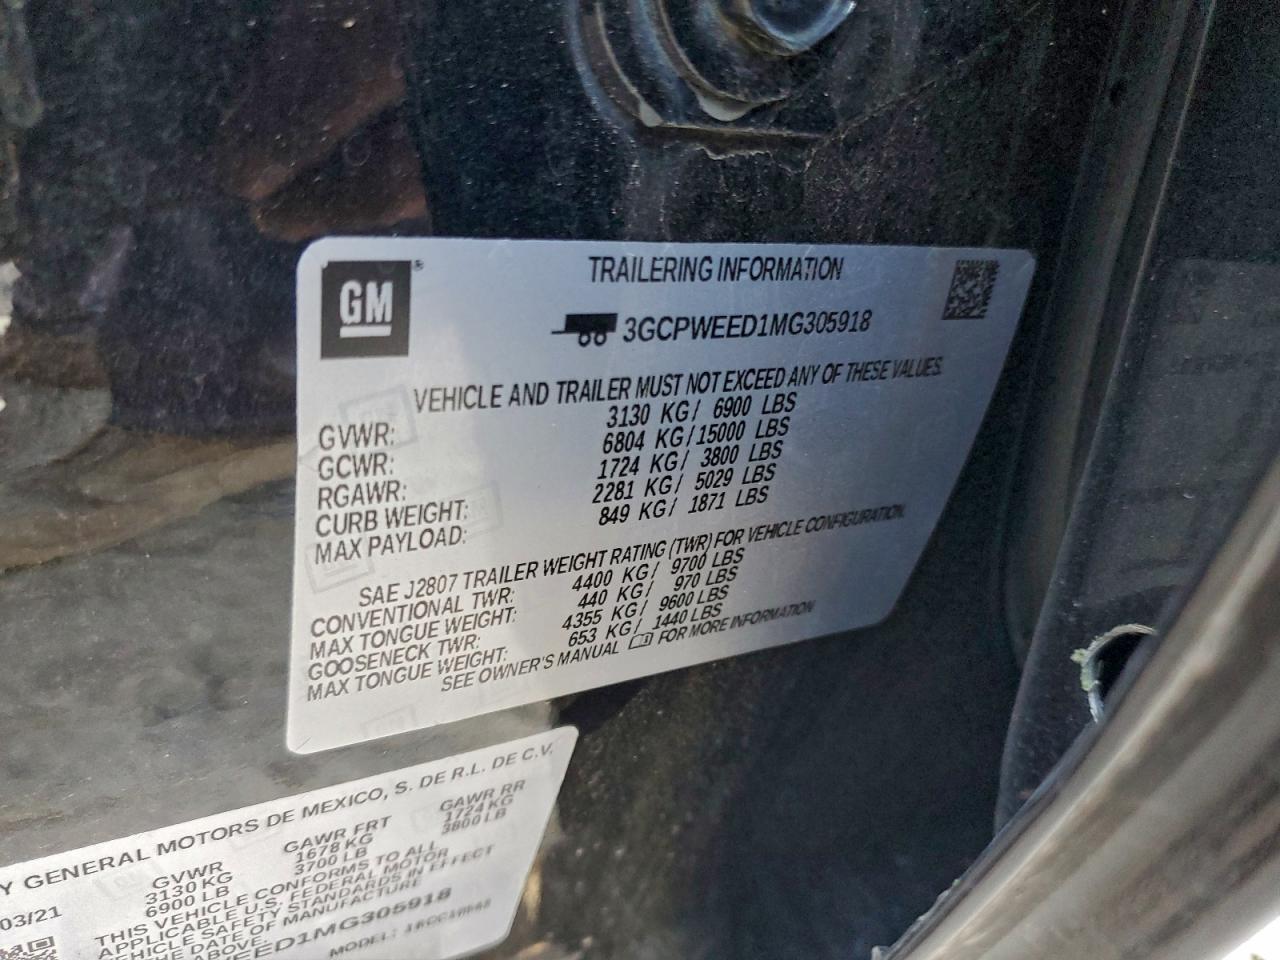 GM®
TRAILERING INFORMATION
3GCPWEED1MG305918
VEHICLE AND TRAILER MUST NOT EXCEED ANY OF THESE VALUES.
GVWR: 3130 KG/ 6900 LBS
GCWR: 6804 KG/15000 LBS
RGAWR: 1724 KG/ 3800 LBS
CURB WEIGHT: 2281 KG/ 5029 LBS
MAX PAYLOAD: 849 KG/ 1871 LBS
SAE J2807 TRAILER WEIGHT RATING (TWR) FOR VEHICLE CONFIGURATION.
CONVENTIONAL TWR: 4400 KG/ 9700 LBS
MAX TONGUE WEIGHT: 440 KG/ 970 LBS
GOOSENECK TWR: 4355 KG/ 9600 LBS
MAX TONGUE WEIGHT: 653 KG/ 1440 LBS
SEE OWNER'S MANUAL FOR MORE INFORMATION
Y GENERAL MOTORS DE MEXICO, S. DE R.L. DE C.V.
03/21 GVWR GAWR FRT GAWR RR
3130 KG 1678 KG 1724 KG
6900 LB 3700 LB 3800 LB
THIS VEHICLE CONFORMS TO ALL
APPLICABLE U.S. FEDERAL MOTOR
VEHICLE SAFETY STANDARDS IN EFFECT
THE DATE OF MANUFACTURE
ABOVE.
WEED1MG305918
MODEL: